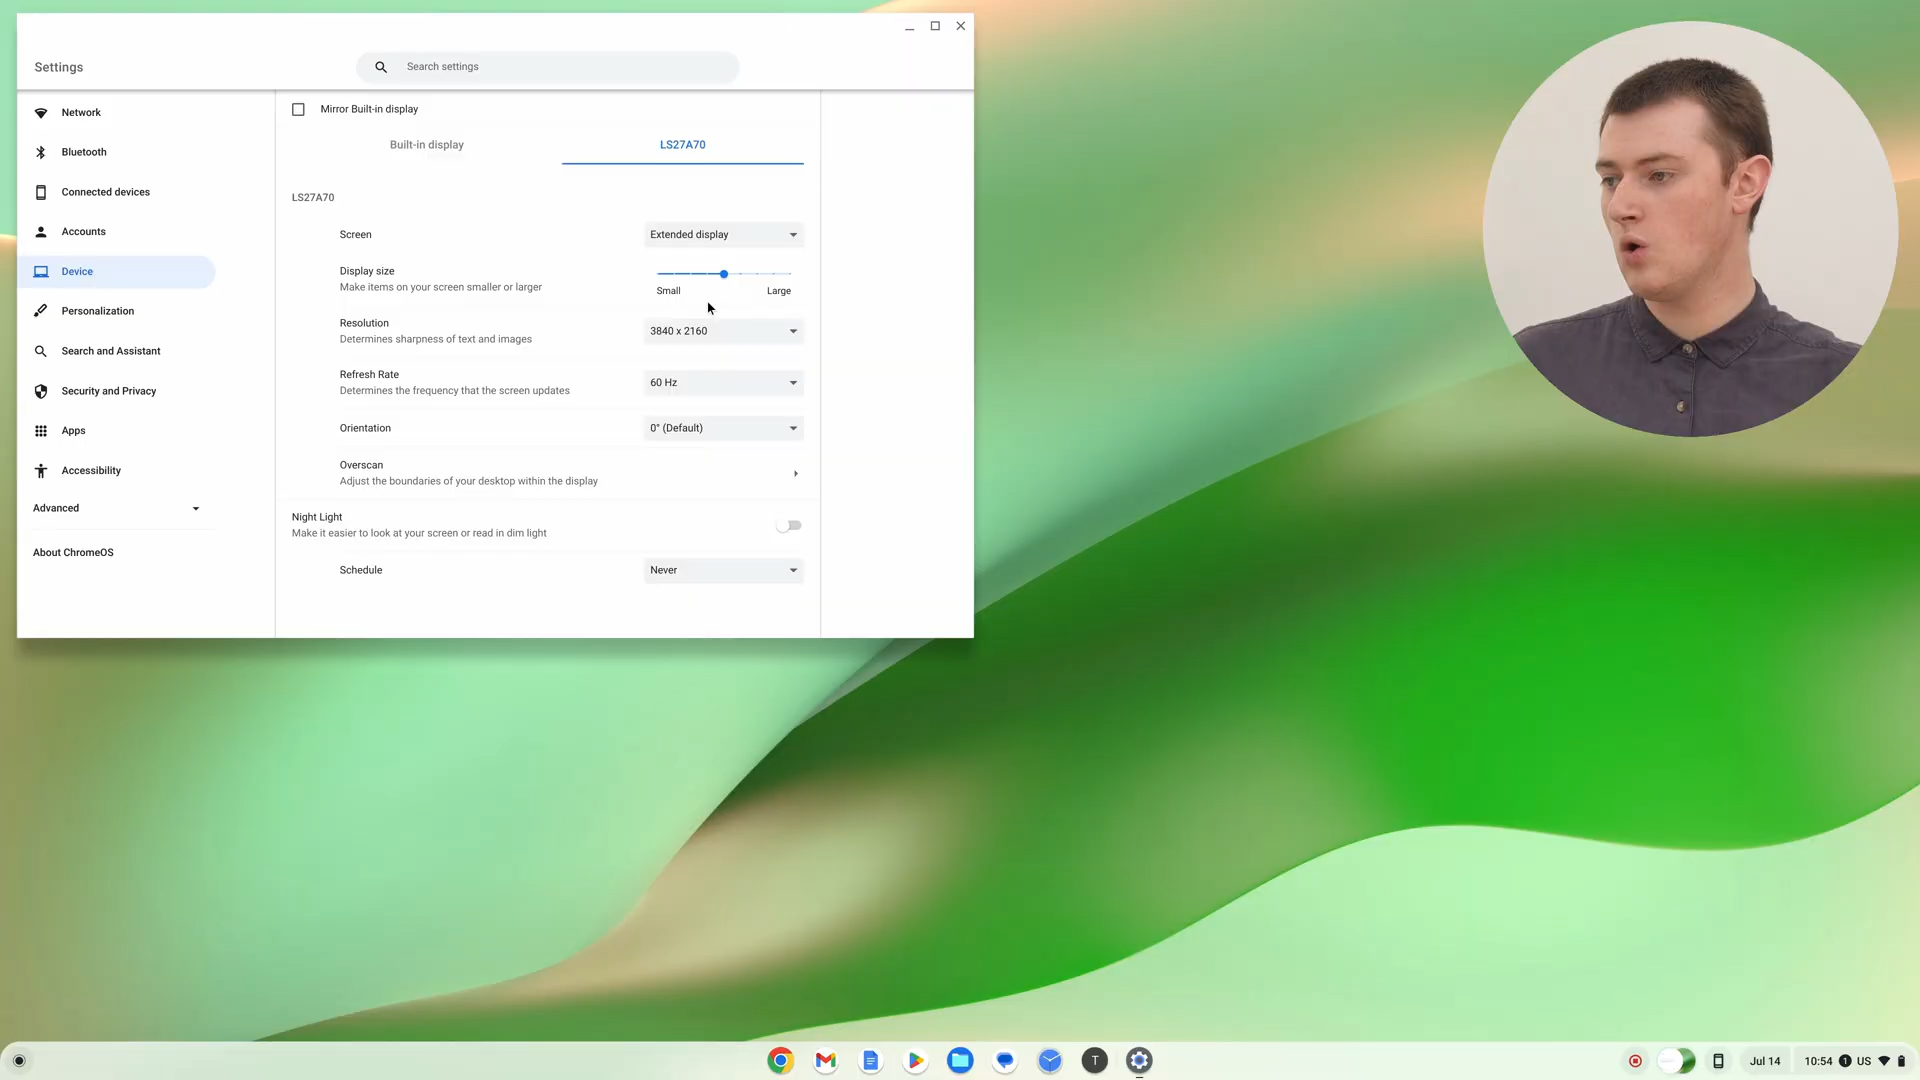 Settings
Search settings
Network
Bluetooth
Connected devices
Accounts
Device
Personalization
Search and Assistant
Security and Privacy
Apps
Accessibility
Advanced
About ChromeOS
Mirror Built-in display
Built-in display
LS27A70
LS27A70
Screen
Extended display
Display size
Make items on your screen smaller or larger
Small
Large
Resolution
Determines sharpness of text and images
3840 x 2160
Refresh Rate
Determines the frequency that the screen updates
60 Hz
Orientation
0° (Default)
Overscan
Adjust the boundaries of your desktop within the display
Night Light
Make it easier to look at your screen or read in dim light
Schedule
Never
T
Jul 14
10:54
1
US